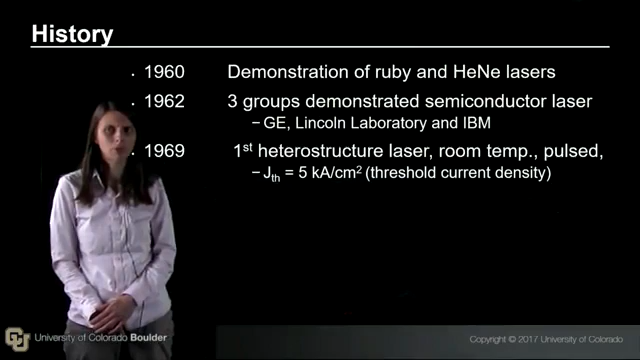 History
· 1960 Demonstration of ruby and HeNe lasers
· 1962 3 groups demonstrated semiconductor laser
− GE, Lincoln Laboratory and IBM
· 1969 1st heterostructure laser, room temp., pulsed,
− Jth = 5 kA/cm² (threshold current density)
CU University of Colorado Boulder
Copyright © 2017 University of Colorado